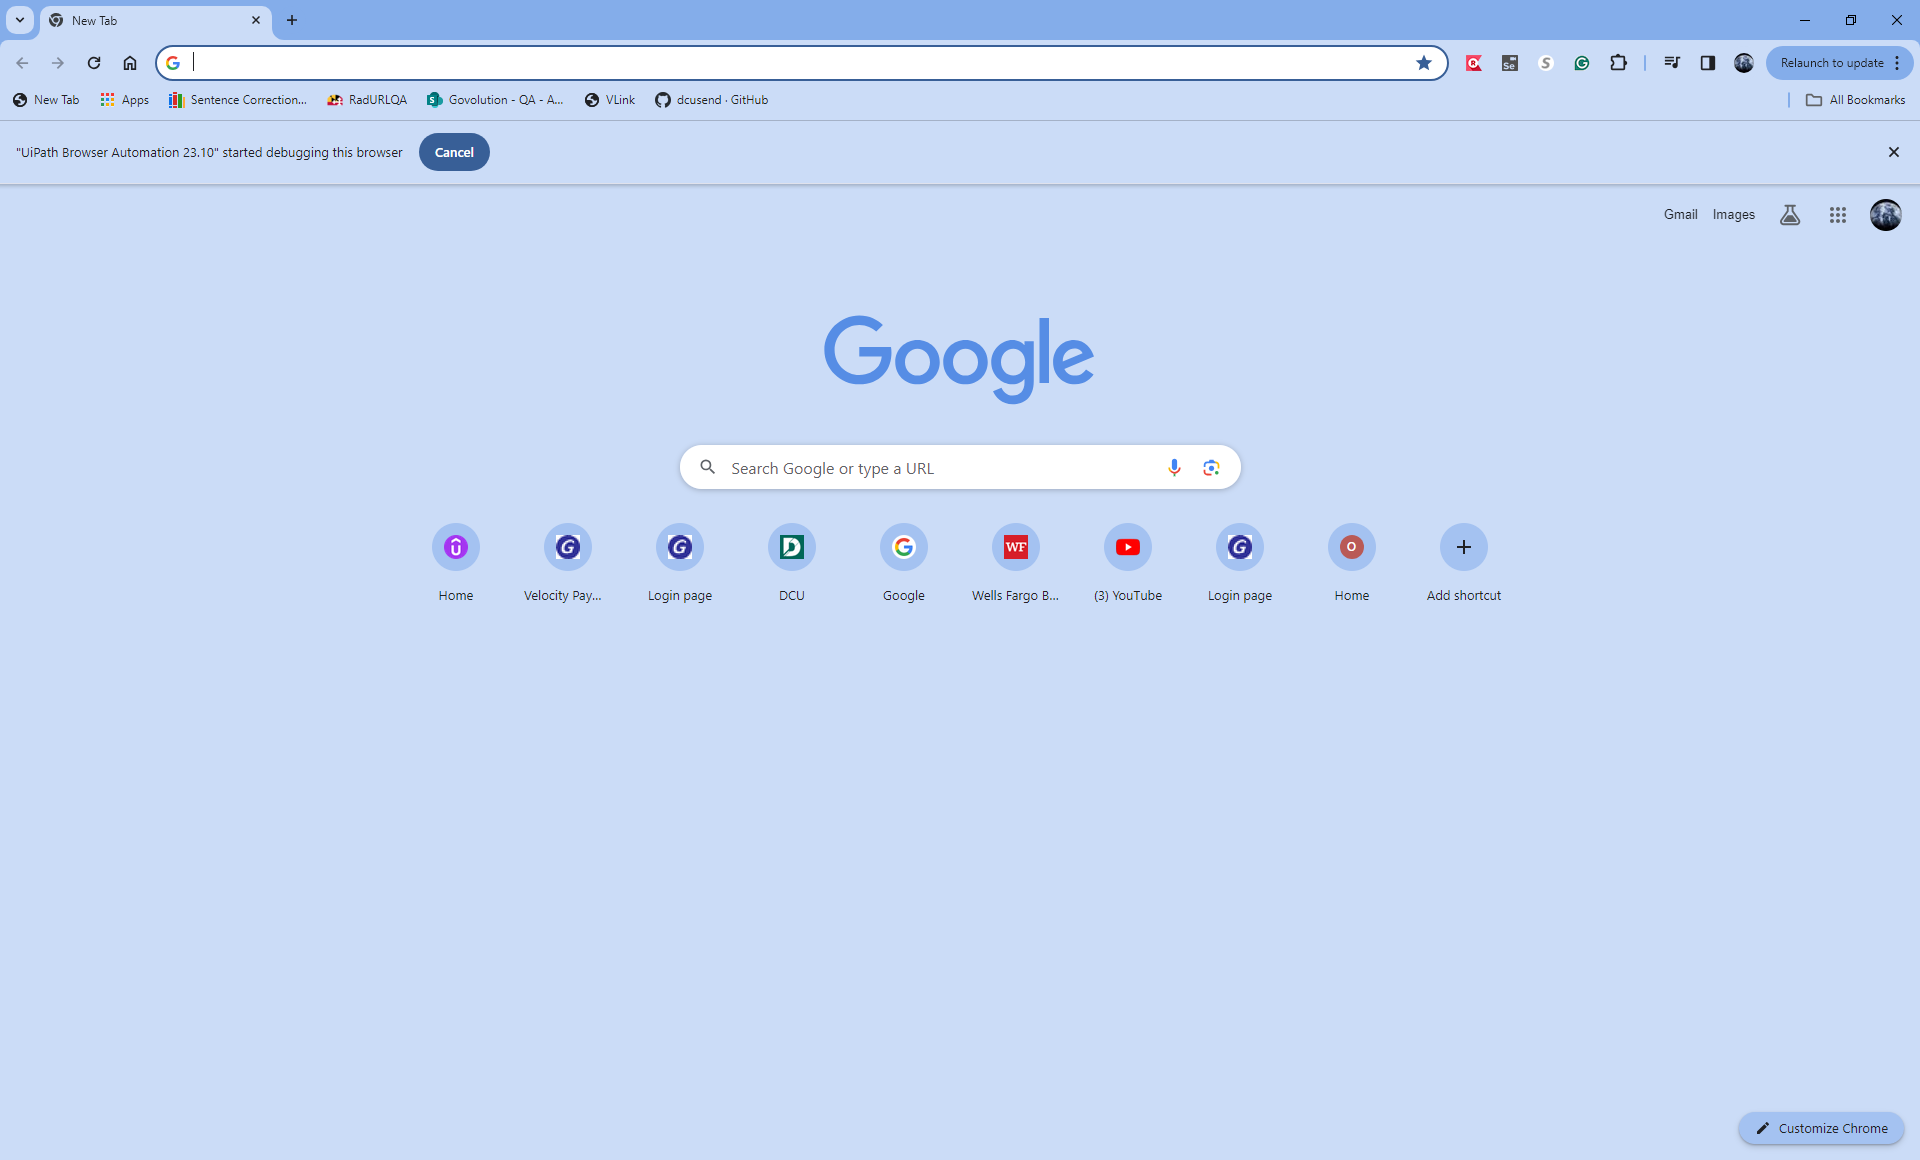 New Tab
Relaunch to update
New Tab Apps Sentence Correction... RadURLQA Govolution - QA - A... VLink dcusend · GitHub All Bookmarks
"UiPath Browser Automation 23.10" started debugging this browser Cancel
Gmail Images
Google
Search Google or type a URL
Home Velocity Pay... Login page DCU Google Wells Fargo B... (3) YouTube Login page Home Add shortcut
Customize Chrome